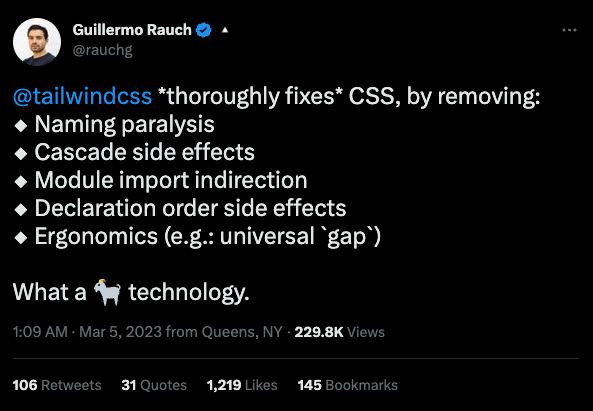 Guillermo Rauch ▲
@rauchg
@tailwindcss *thoroughly fixes* CSS, by removing:
◆ Naming paralysis
◆ Cascade side effects
◆ Module import indirection
◆ Declaration order side effects
◆ Ergonomics (e.g.: universal `gap`)
What a 🐐 technology.
1:09 AM · Mar 5, 2023 from Queens, NY · 229.8K Views
106 Retweets 31 Quotes 1,219 Likes 145 Bookmarks